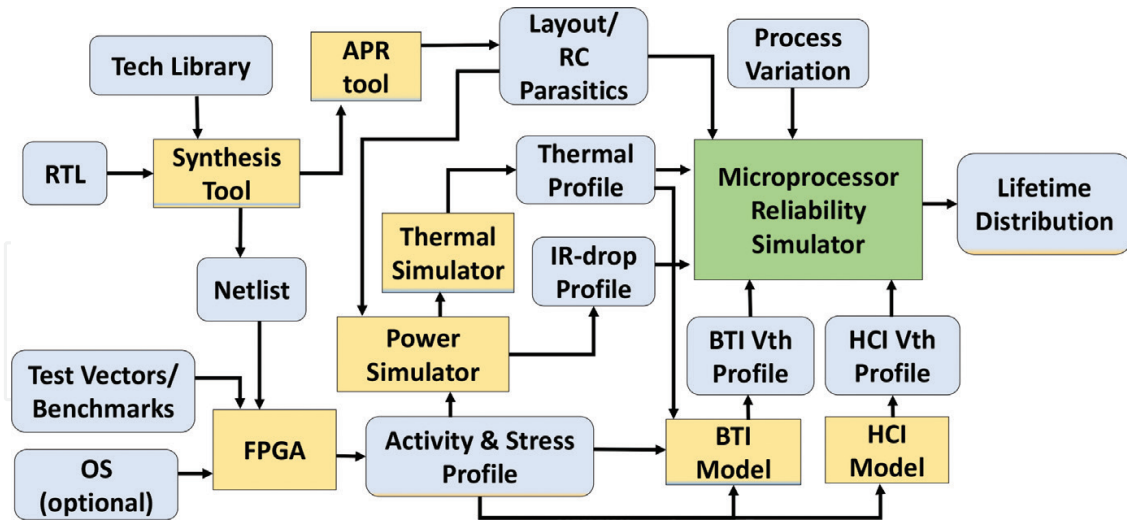 Tech Library
APR
tool
Layout/
RC
Parasitics
Process
Variation
RTL
Synthesis
Tool
Thermal
Profile
Microprocessor
Reliability
Simulator
Lifetime
Distribution
Thermal
Simulator
IR-drop
Profile
Netlist
Power
Simulator
BTI Vth
Profile
HCI Vth
Profile
Test Vectors/
Benchmarks
FPGA
Activity & Stress
Profile
BTI
Model
HCI
Model
OS
(optional)